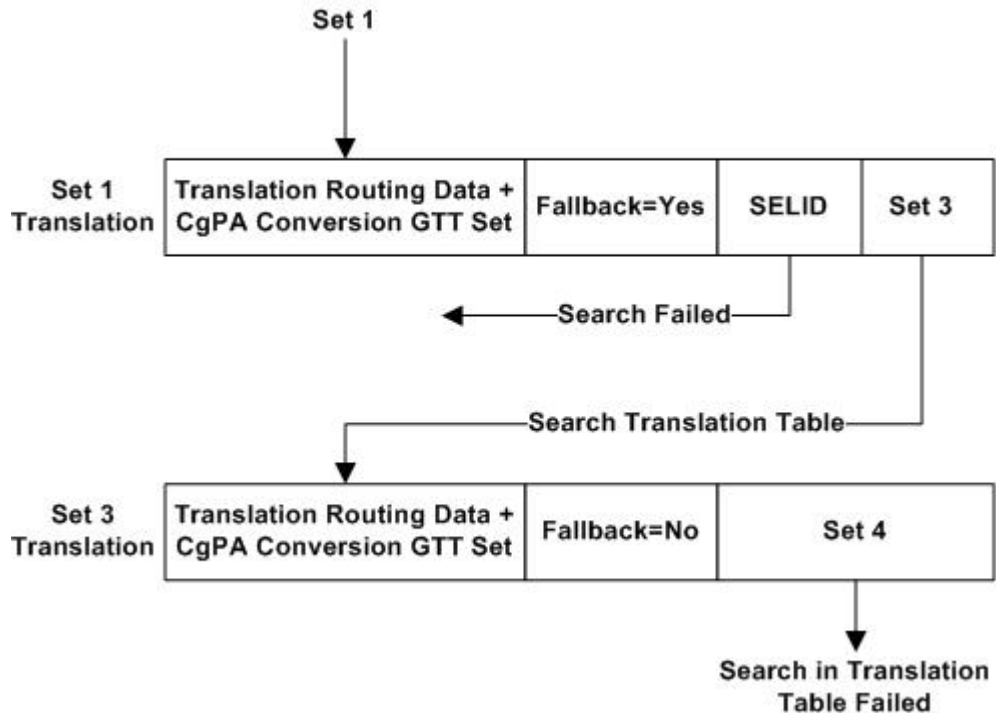 Set 1
Set 1
Translation
Translation Routing Data +
CgPA Conversion GTT Set
Fallback=Yes
SELID
Set 3
Search Failed
Search Translation Table
Set 3
Translation
Translation Routing Data +
CgPA Conversion GTT Set
Fallback=No
Set 4
Search in Translation
Table Failed